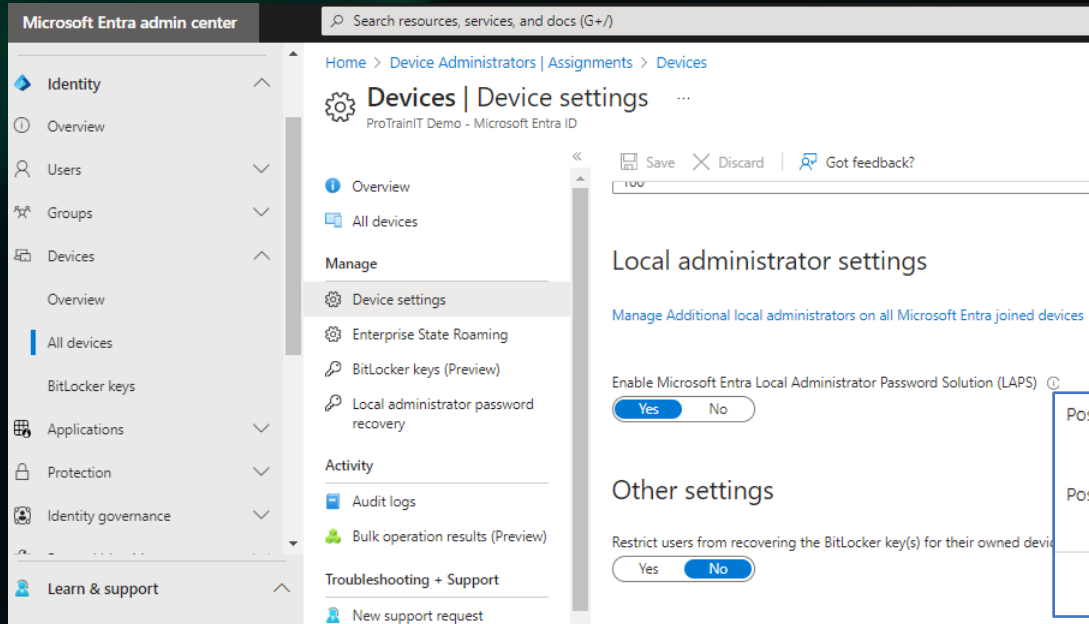 Microsoft Entra admin center
Search resources, services, and docs (G+/)
Identity
Overview
Users
Groups
Devices
Overview
All devices
BitLocker keys
Applications
Protection
Identity governance
Learn & support
Home > Device Administrators | Assignments > Devices
Devices | Device settings ...
ProTrainIT Demo - Microsoft Entra ID
«
Overview
All devices
Manage
Device settings
Enterprise State Roaming
BitLocker keys (Preview)
Local administrator password
recovery
Activity
Audit logs
Bulk operation results (Preview)
Troubleshooting + Support
New support request
Save Discard Got feedback?
100
Local administrator settings
Manage Additional local administrators on all Microsoft Entra joined devices
Enable Microsoft Entra Local Administrator Password Solution (LAPS)
Yes No
Other settings
Restrict users from recovering the BitLocker key(s) for their owned
Yes No